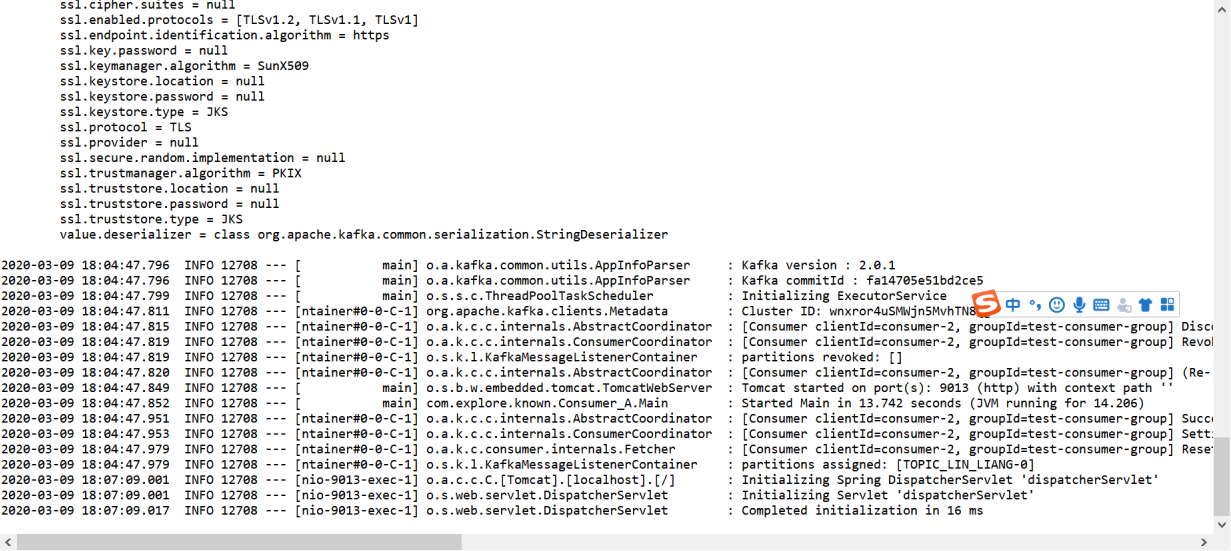 ssl.cipher.suites = null
ssl.enabled.protocols = [TLSv1.2, TLSv1.1, TLSv1]
ssl.endpoint.identification.algorithm = https
ssl.key.password = null
ssl.keymanager.algorithm = SunX509
ssl.keystore.location = null
ssl.keystore.password = null
ssl.keystore.type = JKS
ssl.protocol = TLS
ssl.provider = null
ssl.secure.random.implementation = null
ssl.trustmanager.algorithm = PKIX
ssl.truststore.location = null
ssl.truststore.password = null
ssl.truststore.type = JKS
value.deserializer = class org.apache.kafka.common.serialization.StringDeserializer
2020-03-09 18:04:47.796  INFO 12708 --- [           main] o.a.kafka.common.utils.AppInfoParser     : Kafka version : 2.0.1
2020-03-09 18:04:47.796  INFO 12708 --- [           main] o.a.kafka.common.utils.AppInfoParser     : Kafka commitId : fa14705e51bd2ce5
2020-03-09 18:04:47.799  INFO 12708 --- [           main] o.s.s.c.ThreadPoolTaskScheduler          : Initializing ExecutorService
中
2020-03-09 18:04:47.811  INFO 12708 --- [ntainer#0-0-C-1] org.apache.kafka.clients.Metadata        : Cluster ID: wnxror4uSMWjn5MvhTN8
2020-03-09 18:04:47.815  INFO 12708 --- [ntainer#0-0-C-1] o.a.k.c.c.internals.AbstractCoordinator  : [Consumer clientId=consumer-2, groupId=test-consumer-group] Disco
2020-03-09 18:04:47.819  INFO 12708 --- [ntainer#0-0-C-1] o.a.k.c.c.internals.ConsumerCoordinator  : [Consumer clientId=consumer-2, groupId=test-consumer-group] Revok
2020-03-09 18:04:47.819  INFO 12708 --- [ntainer#0-0-C-1] o.s.k.l.KafkaMessageListenerContainer    : partitions revoked: []
2020-03-09 18:04:47.820  INFO 12708 --- [ntainer#0-0-C-1] o.a.k.c.c.internals.AbstractCoordinator  : [Consumer clientId=consumer-2, groupId=test-consumer-group] (Re-
2020-03-09 18:04:47.849  INFO 12708 --- [           main] o.s.b.w.embedded.tomcat.TomcatWebServer  : Tomcat started on port(s): 9013 (http) with context path ''
2020-03-09 18:04:47.852  INFO 12708 --- [           main] com.explore.known.Consumer_A.Main        : Started Main in 13.742 seconds (JVM running for 14.206)
2020-03-09 18:04:47.951  INFO 12708 --- [ntainer#0-0-C-1] o.a.k.c.c.internals.AbstractCoordinator  : [Consumer clientId=consumer-2, groupId=test-consumer-group] Succe
2020-03-09 18:04:47.953  INFO 12708 --- [ntainer#0-0-C-1] o.a.k.c.c.internals.ConsumerCoordinator  : [Consumer clientId=consumer-2, groupId=test-consumer-group] Setti
2020-03-09 18:04:47.979  INFO 12708 --- [ntainer#0-0-C-1] o.a.k.c.consumer.internals.Fetcher       : [Consumer clientId=consumer-2, groupId=test-consumer-group] Reset
2020-03-09 18:04:47.979  INFO 12708 --- [ntainer#0-0-C-1] o.s.k.l.KafkaMessageListenerContainer    : partitions assigned: [TOPIC_LIN_LIANG-0]
2020-03-09 18:07:09.001  INFO 12708 --- [nio-9013-exec-1] o.a.c.c.C.[Tomcat].[localhost].[/]       : Initializing Spring DispatcherServlet 'dispatcherServlet'
2020-03-09 18:07:09.001  INFO 12708 --- [nio-9013-exec-1] o.s.web.servlet.DispatcherServlet        : Initializing Servlet 'dispatcherServlet'
2020-03-09 18:07:09.017  INFO 12708 --- [nio-9013-exec-1] o.s.web.servlet.DispatcherServlet        : Completed initialization in 16 ms